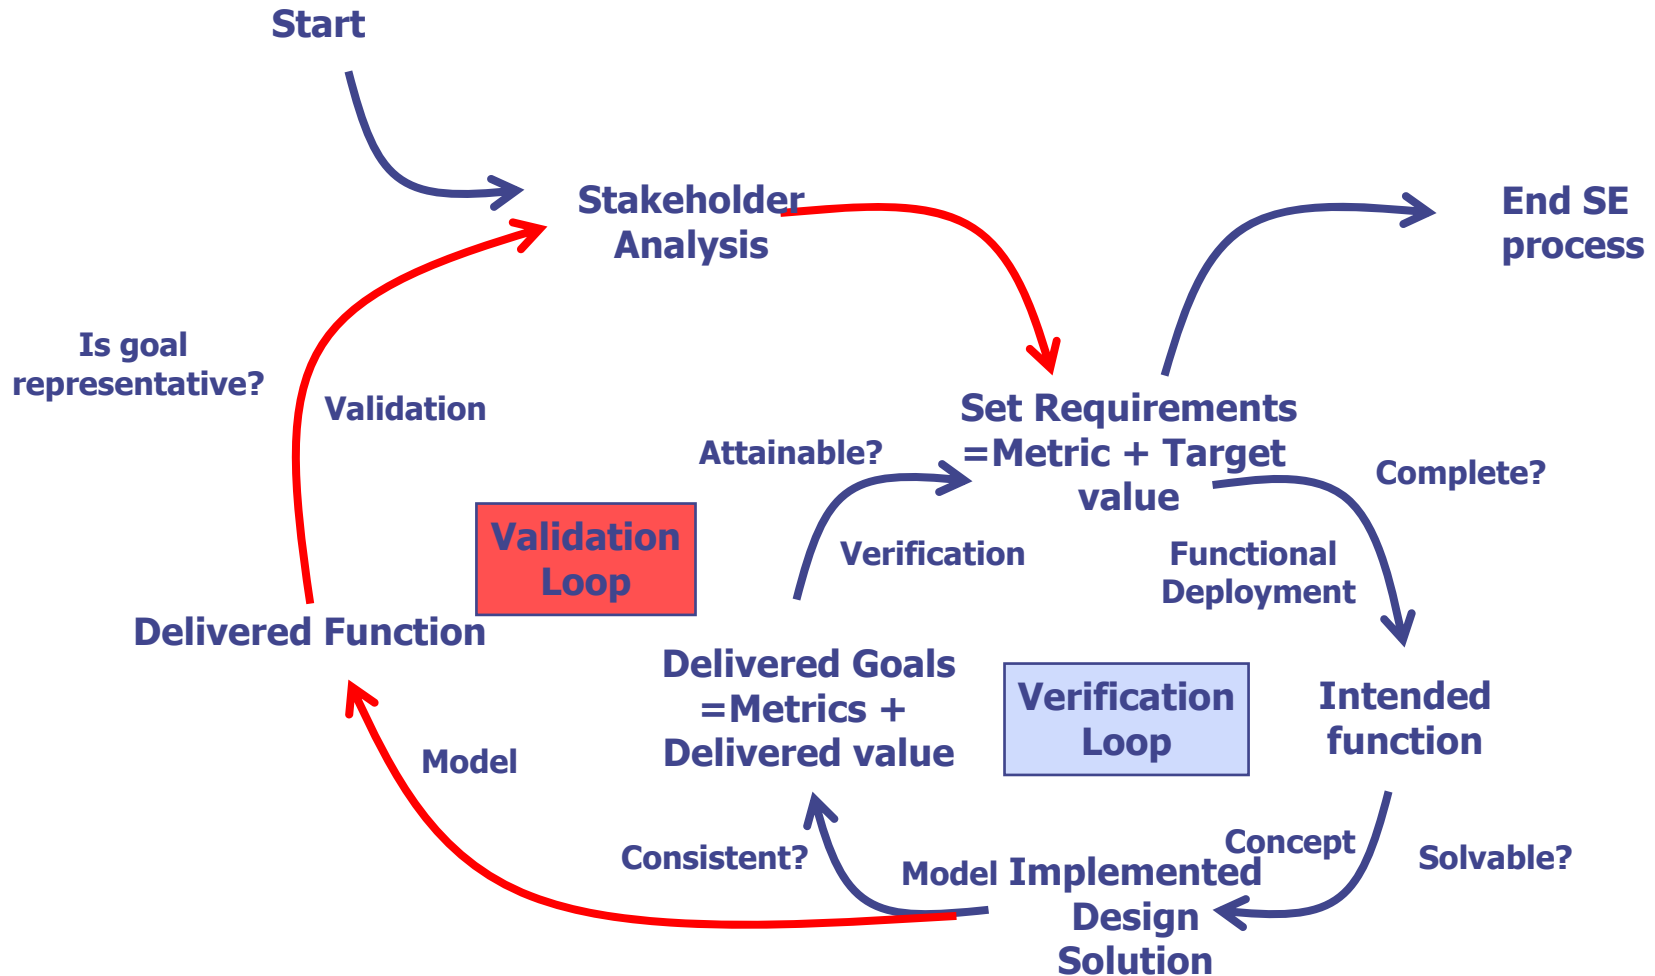 Start
Stakeholder
Analysis
End SE
process
Is goal
representative?
Validation
Set Requirements
=Metric + Target
value
Attainable?
Complete?
Validation
Loop
Verification
Functional
Deployment
Delivered Function
Delivered Goals
=Metrics +
Delivered value
Verification
Loop
Intended
function
Model
Consistent?
Model
Concept
Solvable?
Implemented
Design
Solution